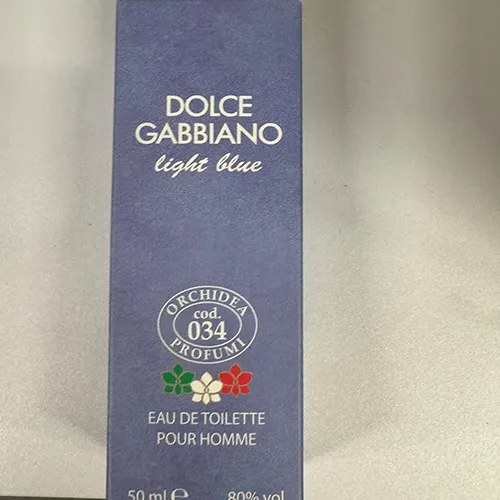 DOLCE
GABBIANO
light blue
ORCHIDEA
cod.
034
PROFUMI
EAU DE TOILETTE
POUR HOMME
50 ml ℮ 80% vol